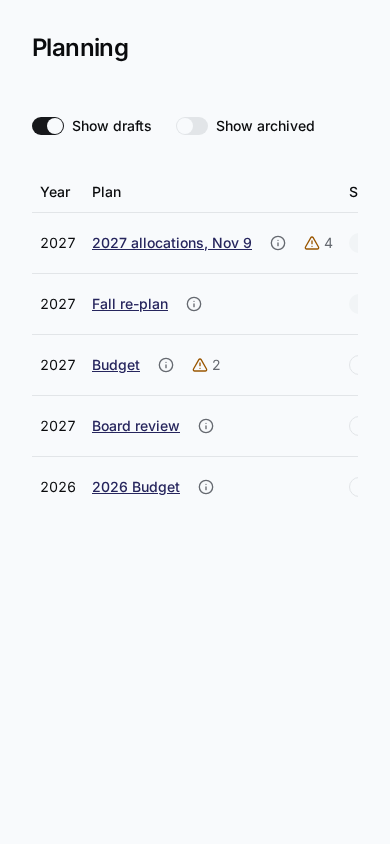 Planning
Show drafts Show archived
Year Plan S
2027 2027 allocations, Nov 9 4
2027 Fall re-plan
2027 Budget 2
2027 Board review
2026 2026 Budget